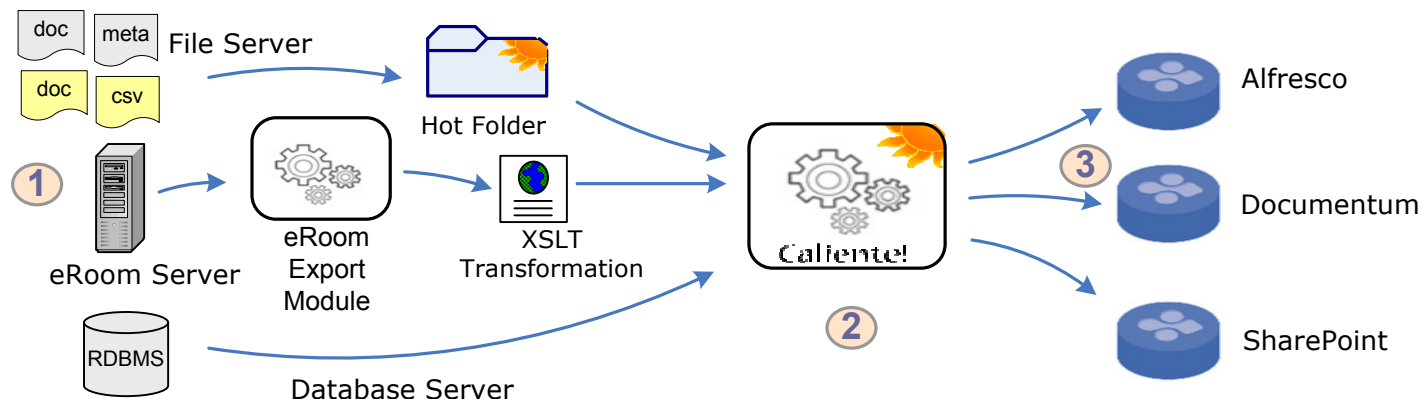 doc
meta
File Server
doc
csv
Hot Folder
1
eRoom Server
eRoom
Export
Module
XSLT
Transformation
RDBMS
Database Server
Caliente!
2
3
Alfresco
Documentum
SharePoint